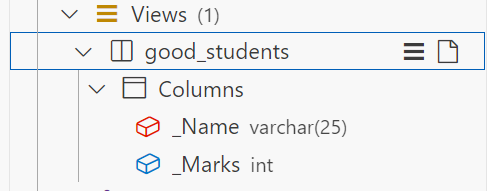 Views (1)
good_students
Columns
_Name varchar(25)
_Marks int